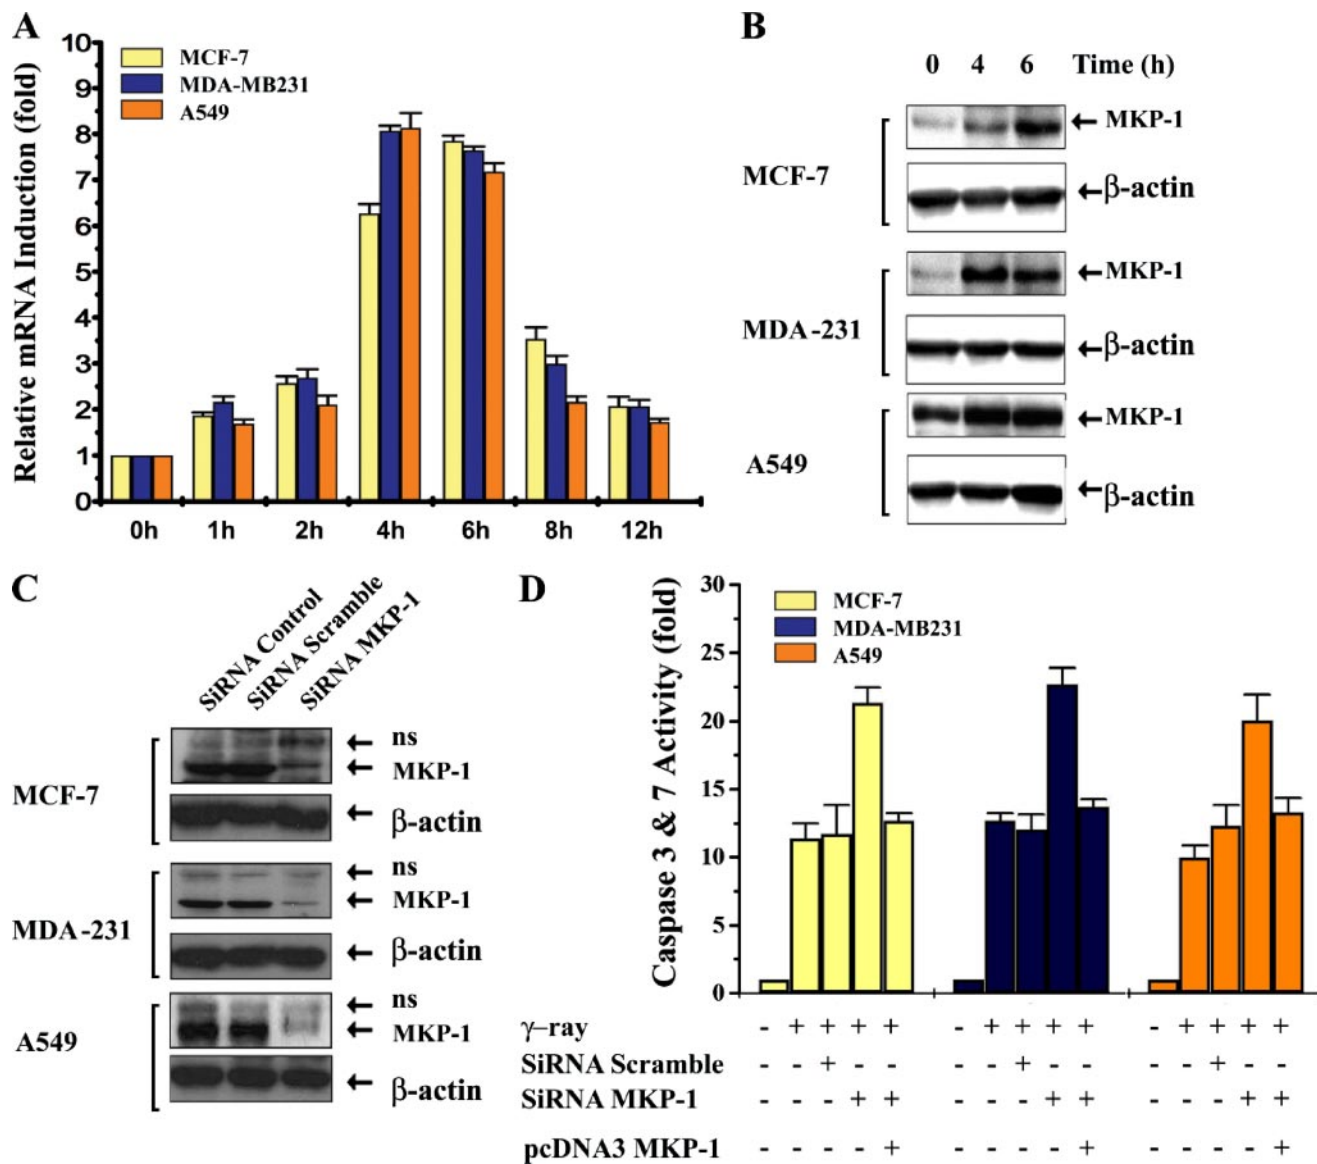 A
Relative mRNA Induction (fold)
10
9
8
7
6
5
4
3
2
1
0
MCF-7
MDA-MB231
A549
0h 1h 2h 4h 6h 8h 12h
B
0 4 6 Time (h)
MCF-7
MKP-1
β-actin
MDA-231
MKP-1
β-actin
A549
MKP-1
β-actin
C
SiRNA Control
SiRNA Scramble
SiRNA MKP-1
MCF-7
ns
MKP-1
β-actin
MDA-231
ns
MKP-1
β-actin
A549
ns
MKP-1
β-actin
D
Caspase 3 & 7 Activity (fold)
30
25
20
15
10
5
0
MCF-7
MDA-MB231
A549
γ-ray - + + + + - + + + + - + + + +
SiRNA Scramble - - + - - - - + - - - - + - -
SiRNA MKP-1 - - - + + - - - + + - - - + +
pcDNA3 MKP-1 - - - - + - - - - + - - - - +